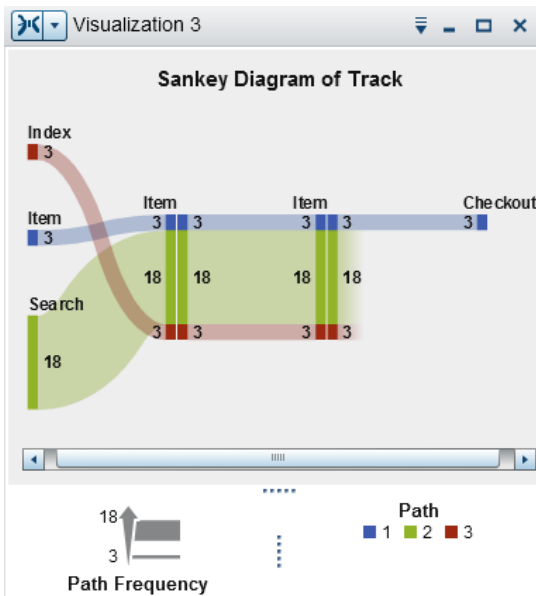 Visualization 3
Sankey Diagram of Track
Index
3
Item
3
Search
18
Item
3 3
18 18
3 3
Item
3 3
18 18
3 3
Checkout
3
18
3
Path Frequency
Path
1 2 3